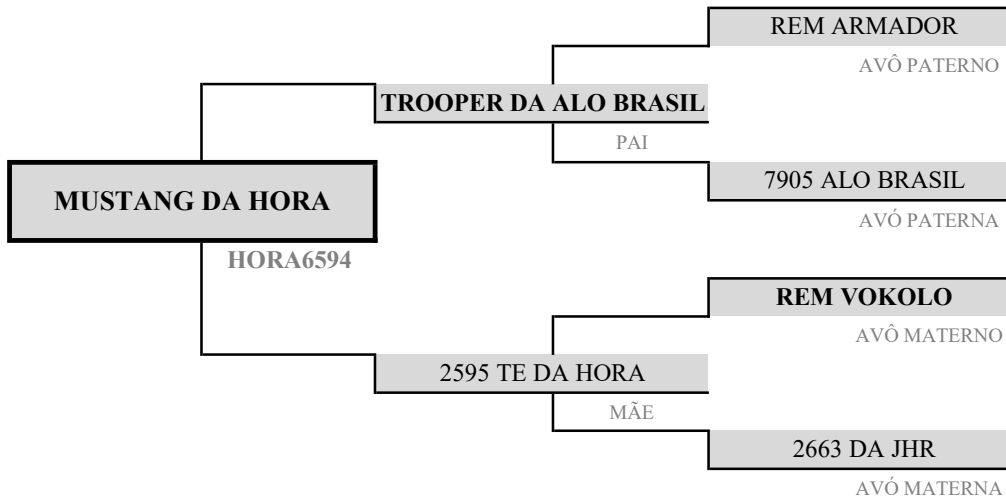 REM ARMADOR
AVÔ PATERNO
TROOPER DA ALO BRASIL
PAI
7905 ALO BRASIL
AVÓ PATERNA
MUSTANG DA HORA
HORA6594
REM VOKOLO
AVÔ MATERNO
2595 TE DA HORA
MÃE
2663 DA JHR
AVÓ MATERNA